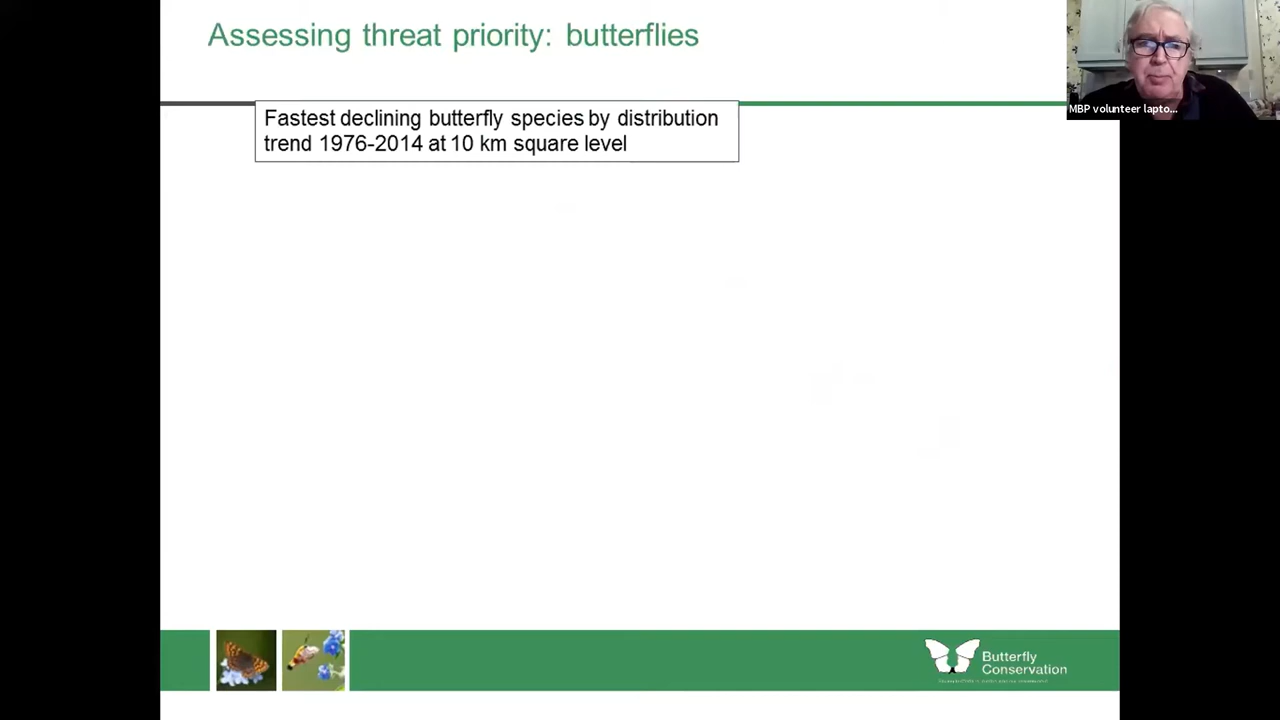 Assessing threat priority: butterflies
MBP volunteer lapto...
Fastest declining butterfly species by distribution
trend 1976-2014 at 10 km square level
Butterfly
Conservation